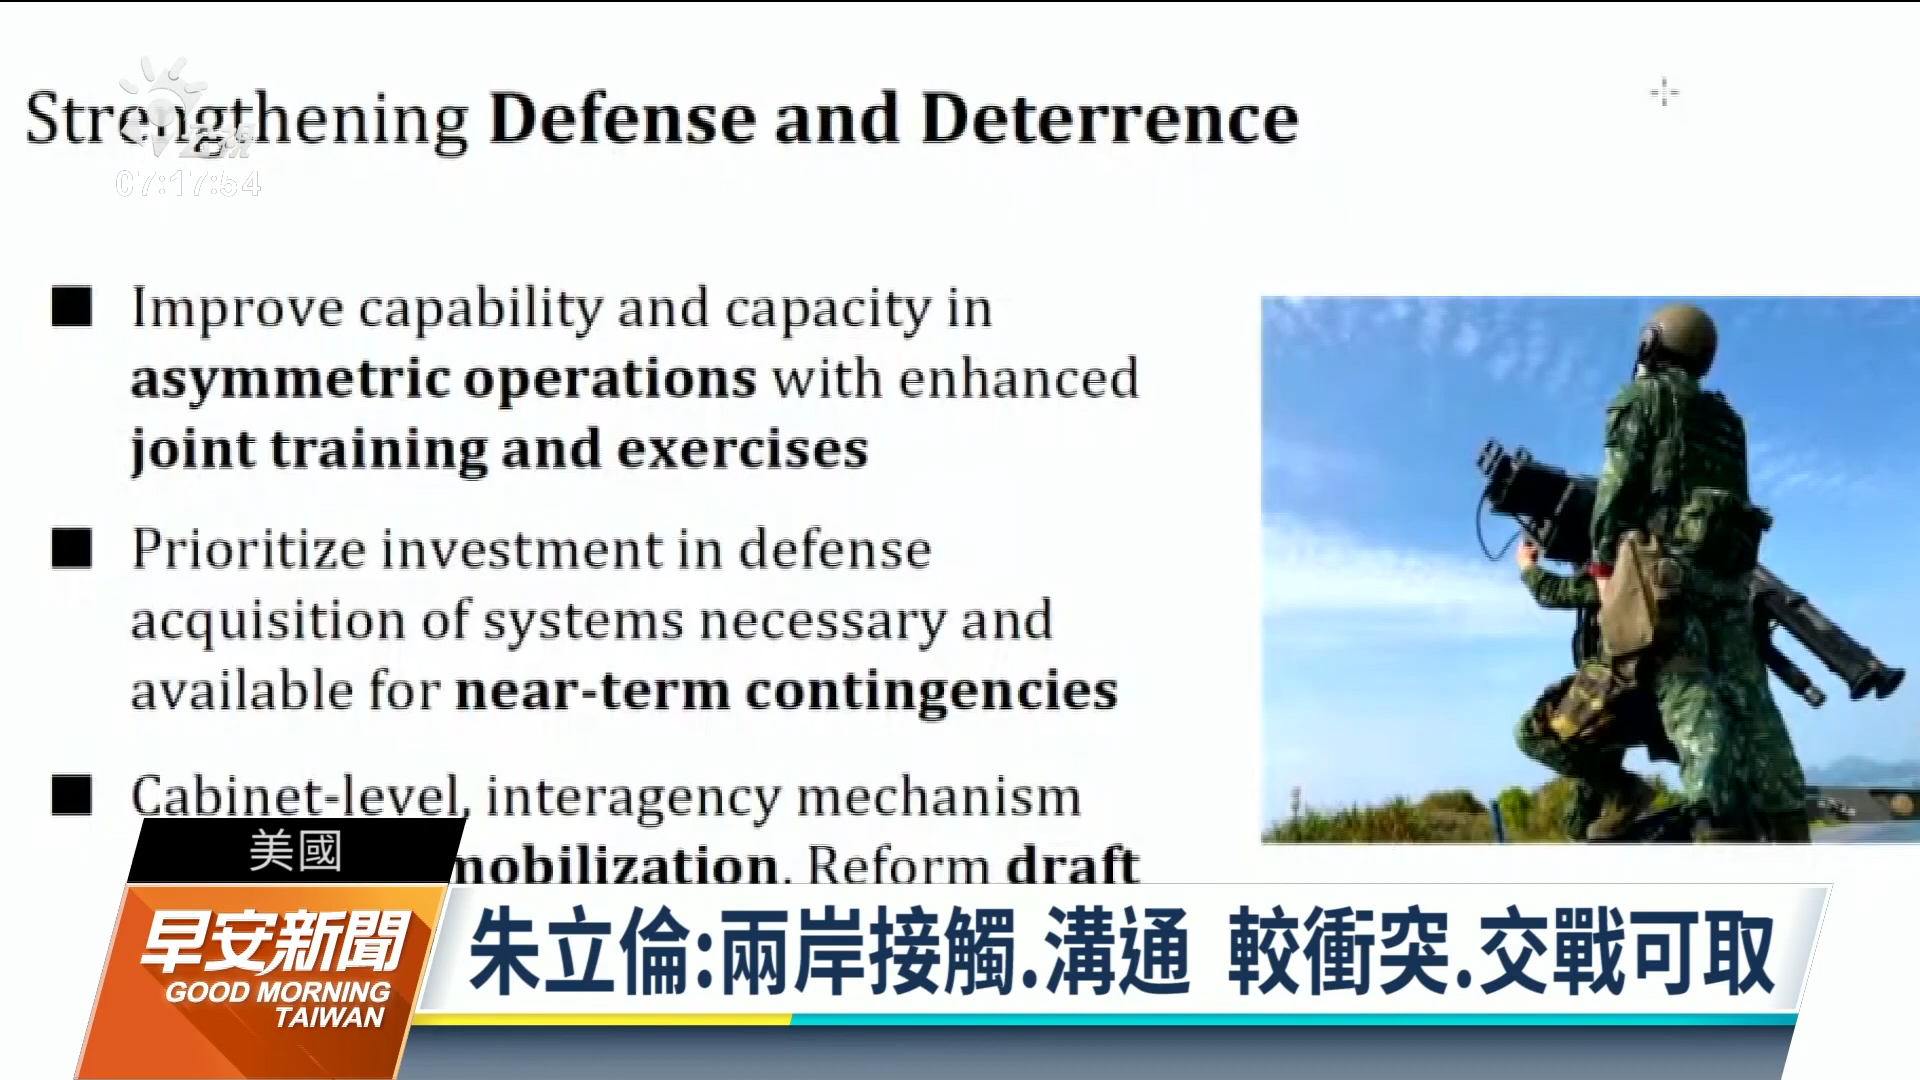 Strengthening Defense and Deterrence
公視
07:17:54
■ Improve capability and capacity in
asymmetric operations with enhanced
joint training and exercises
■ Prioritize investment in defense
acquisition of systems necessary and
available for near-term contingencies
■ Cabinet-level, interagency mechanism
mobilization. Reform draft
美國
早安新聞
GOOD MORNING
TAIWAN
朱立倫:兩岸接觸.溝通 較衝突.交戰可取